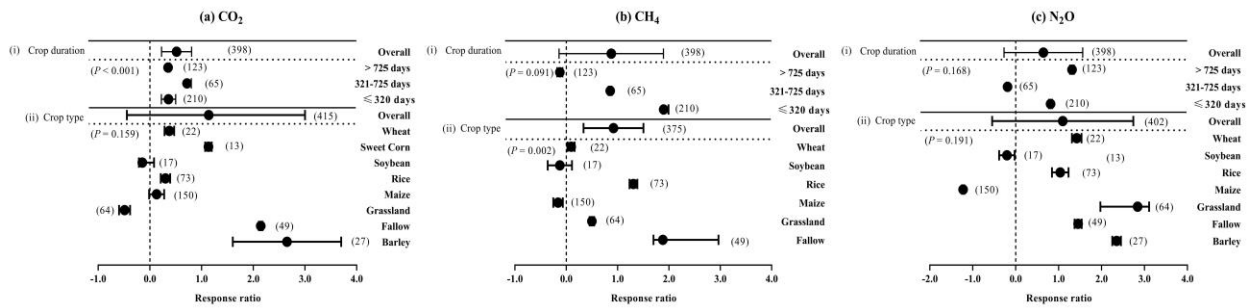 (a) CO2
(i) Crop duration (398) Overall
(P < 0.001) (123) > 725 days
(65) 321-725 days
(210) ≤ 320 days
(ii) Crop type (415) Overall
(P = 0.159) (22) Wheat
(13) Sweet Corn
(17) Soybean
(73) Rice
(150) Maize
(64) Grassland
(49) Fallow
(27) Barley
-1.0 0.0 1.0 2.0 3.0 4.0
Response ratio
(b) CH4
(i) Crop duration (398) Overall
(P = 0.091) (123) > 725 days
(65) 321-725 days
(210) ≤ 320 days
(ii) Crop type (375) Overall
(P = 0.002) (22) Wheat
(17) Soybean
(73) Rice
(150) Maize
(64) Grassland
(49) Fallow
-1.0 0.0 1.0 2.0 3.0 4.0
Response ratio
(c) N2O
(i) Crop duration (398) Overall
(P = 0.168) (123) > 725 days
(65) 321-725 days
(210) ≤ 320 days
(ii) Crop type (402) Overall
(P = 0.191) (22) Wheat
(17) (13) Soybean
(73) Rice
(150) Maize
(64) Grassland
(49) Fallow
(27) Barley
-2.0 -1.0 0.0 1.0 2.0 3.0 4.0
Response ratio